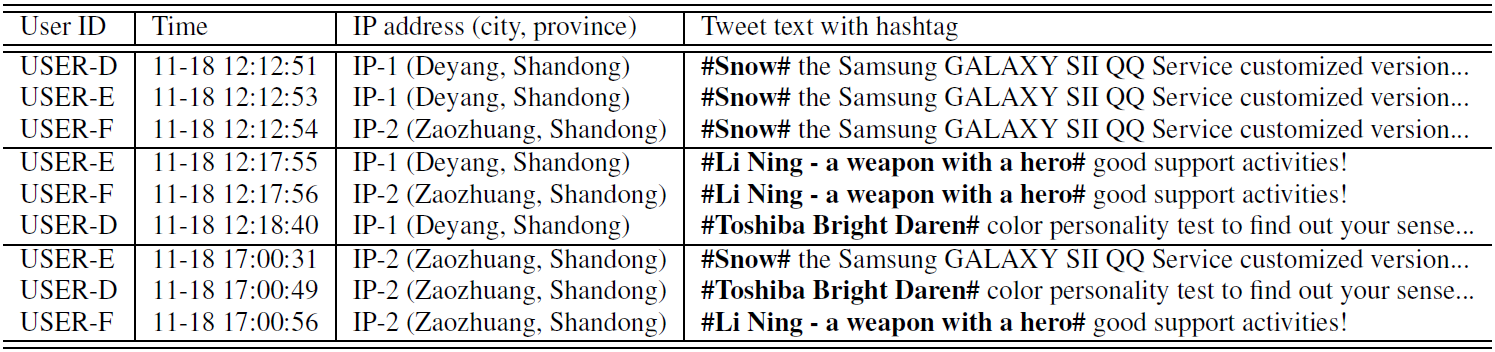 User ID Time IP address (city, province) Tweet text with hashtag
USER-D 11-18 12:12:51 IP-1 (Deyang, Shandong) #Snow# the Samsung GALAXY SII QQ Service customized version...
USER-E 11-18 12:12:53 IP-1 (Deyang, Shandong) #Snow# the Samsung GALAXY SII QQ Service customized version...
USER-F 11-18 12:12:54 IP-2 (Zaozhuang, Shandong) #Snow# the Samsung GALAXY SII QQ Service customized version...
USER-E 11-18 12:17:55 IP-1 (Deyang, Shandong) #Li Ning - a weapon with a hero# good support activities!
USER-F 11-18 12:17:56 IP-2 (Zaozhuang, Shandong) #Li Ning - a weapon with a hero# good support activities!
USER-D 11-18 12:18:40 IP-1 (Deyang, Shandong) #Toshiba Bright Daren# color personality test to find out your sense...
USER-E 11-18 17:00:31 IP-2 (Zaozhuang, Shandong) #Snow# the Samsung GALAXY SII QQ Service customized version...
USER-D 11-18 17:00:49 IP-2 (Zaozhuang, Shandong) #Toshiba Bright Daren# color personality test to find out your sense...
USER-F 11-18 17:00:56 IP-2 (Zaozhuang, Shandong) #Li Ning - a weapon with a hero# good support activities!